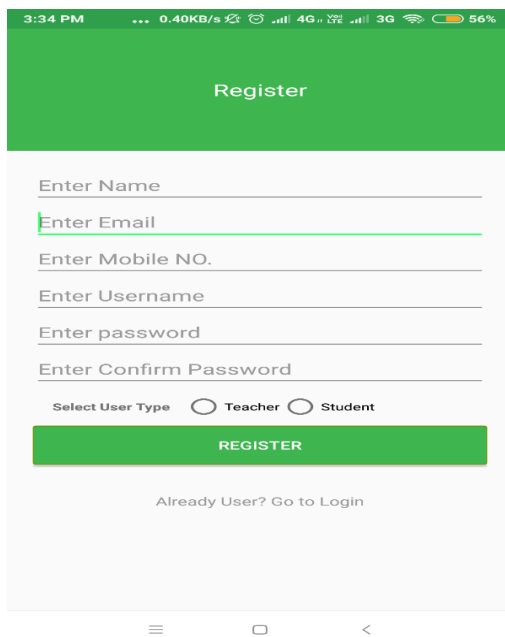 3:34 PM ... 0.40KB/s 4G VoLTE 3G 56%
Register
Enter Name
Enter Email
Enter Mobile NO.
Enter Username
Enter password
Enter Confirm Password
Select User Type Teacher Student
REGISTER
Already User? Go to Login